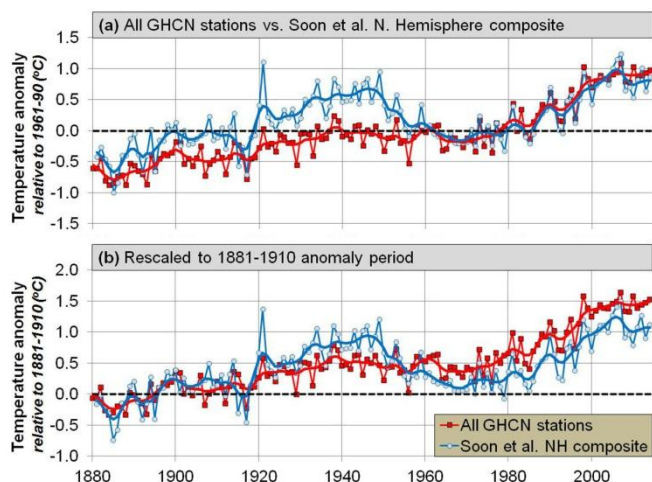 (a) All GHCN stations vs. Soon et al. N. Hemisphere composite
Temperature anomaly
relative to 1961-90 (ºC)
1.5
1.0
0.5
0.0
-0.5
-1.0
-1.5
(b) Rescaled to 1881-1910 anomaly period
Temperature anomaly
relative to 1881-1910 (ºC)
2.0
1.5
1.0
0.5
0.0
-0.5
-1.0
All GHCN stations
Soon et al. NH composite
1880 1900 1920 1940 1960 1980 2000